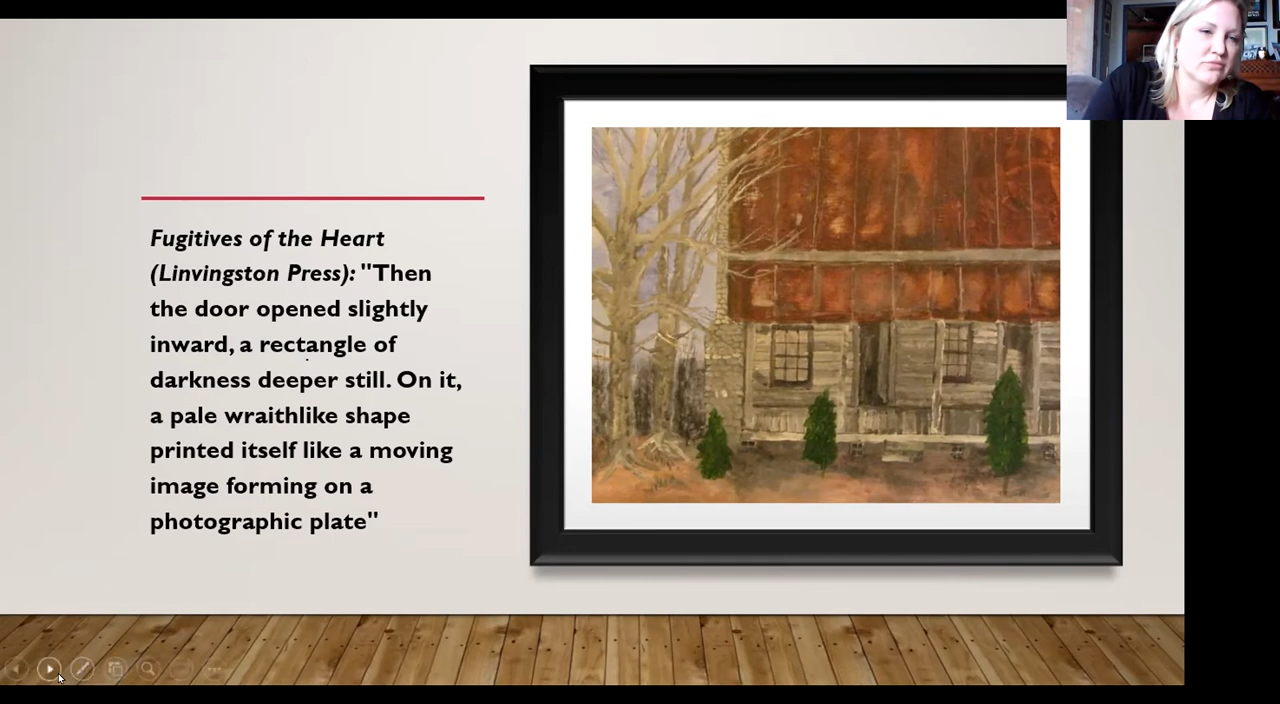 Fugitives of the Heart
(Linvingston Press): "Then
the door opened slightly
inward, a rectangle of
darkness deeper still. On it,
a pale wraithlike shape
printed itself like a moving
image forming on a
photographic plate"